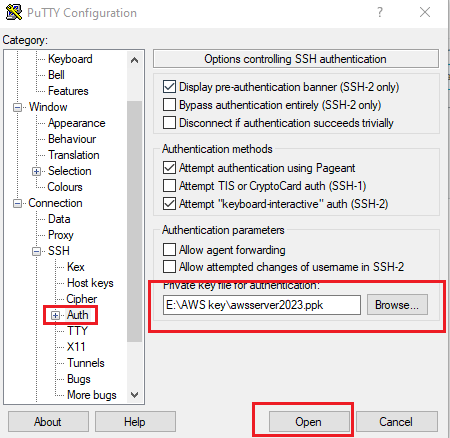 PuTTY Configuration
?
Category:
Keyboard
Bell
Features
Window
Appearance
Behaviour
Translation
Selection
Colours
Connection
Data
Proxy
SSH
Kex
Host keys
Cipher
Auth
TTY
X11
Tunnels
Bugs
More bugs
Options controlling SSH authentication
Display pre-authentication banner (SSH-2 only)
Bypass authentication entirely (SSH-2 only)
Disconnect if authentication succeeds trivially
Authentication methods
Attempt authentication using Pageant
Attempt TIS or CryptoCard auth (SSH-1)
Attempt "keyboard-interactive" auth (SSH-2)
Authentication parameters
Allow agent forwarding
Allow attempted changes of username in SSH-2
Private key file for authentication:
E:\AWS key\awsserver2023.ppk
Browse...
About
Help
Open
Cancel